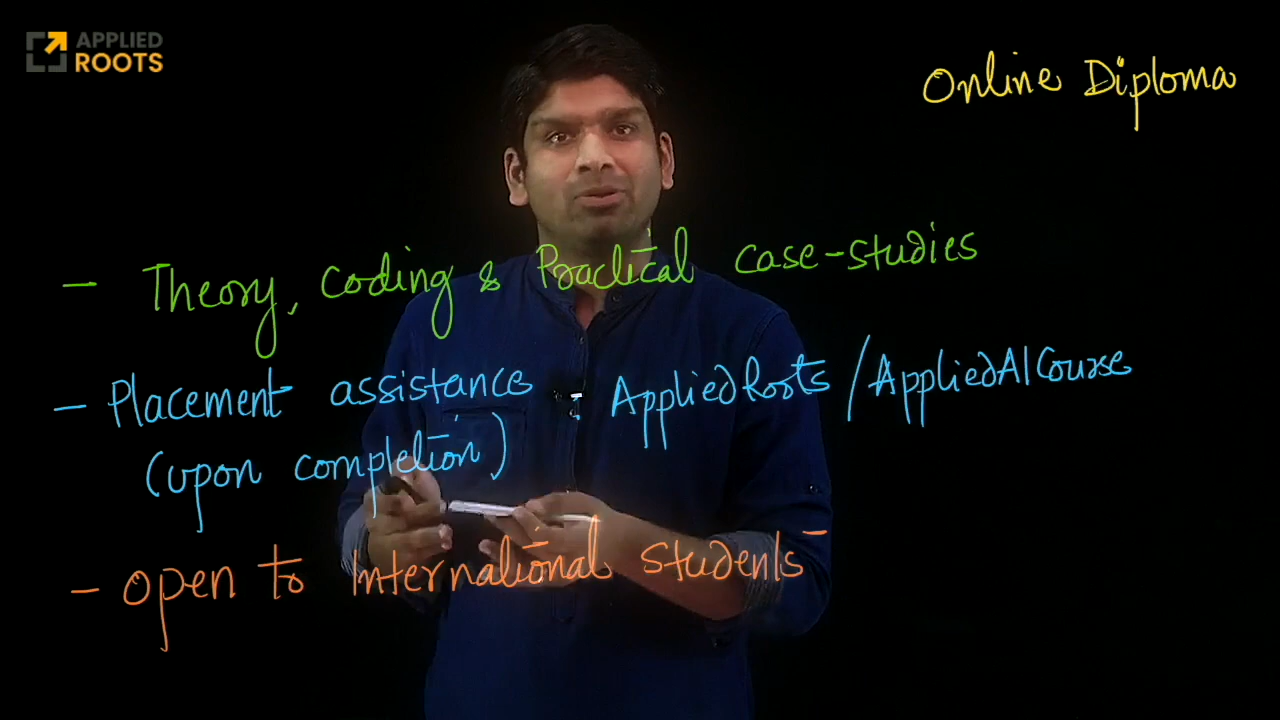 APPLIED
ROOTS
Online Diploma
- Theory, Coding & Practical case-studies
- Placement assistance : AppliedRoots / AppliedAICourse
(upon completion)
- Open to International Students